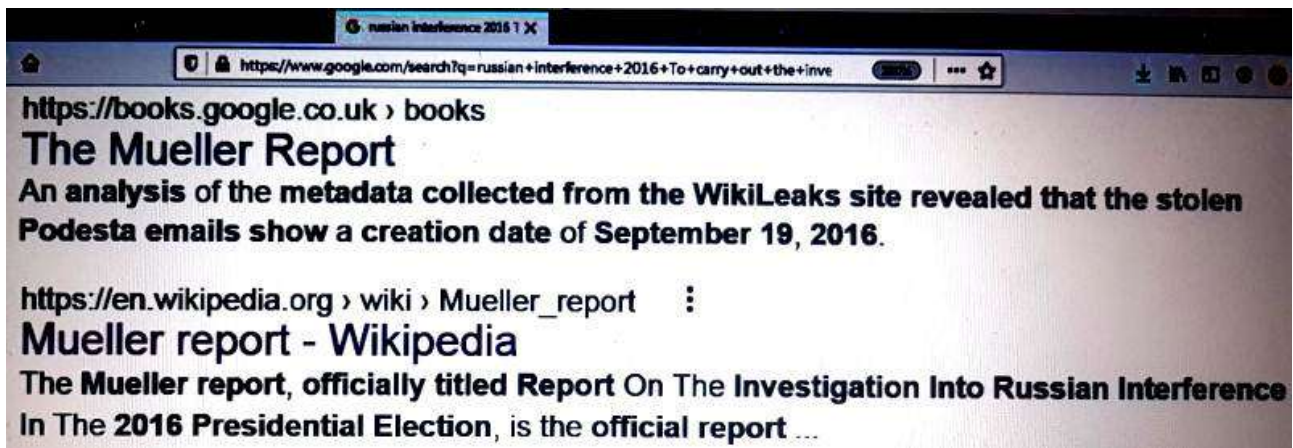 russian interference 2016 T
https://www.google.com/search?q=russian+interference+2016+To+carry+out+the+inve
https://books.google.co.uk › books
The Mueller Report
An analysis of the metadata collected from the WikiLeaks site revealed that the stolen
Podesta emails show a creation date of September 19, 2016.
https://en.wikipedia.org › wiki › Mueller_report
Mueller report - Wikipedia
The Mueller report, officially titled Report On The Investigation Into Russian Interference
In The 2016 Presidential Election, is the official report ...